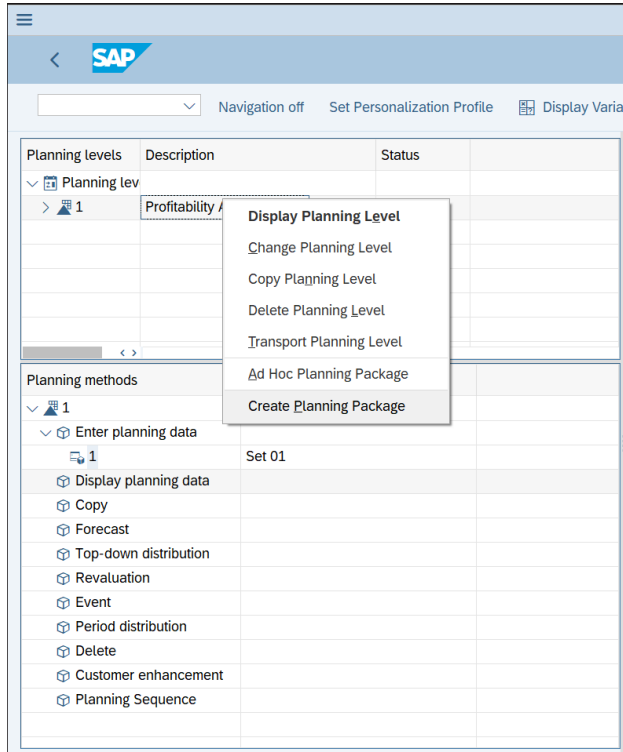 SAP
Navigation off Set Personalization Profile Display Varia
Planning levels Description Status
Planning lev
1 Profitability A
Display Planning Level
Change Planning Level
Copy Planning Level
Delete Planning Level
Transport Planning Level
Ad Hoc Planning Package
Create Planning Package
Planning methods
1
Enter planning data
1 Set 01
Display planning data
Copy
Forecast
Top-down distribution
Revaluation
Event
Period distribution
Delete
Customer enhancement
Planning Sequence